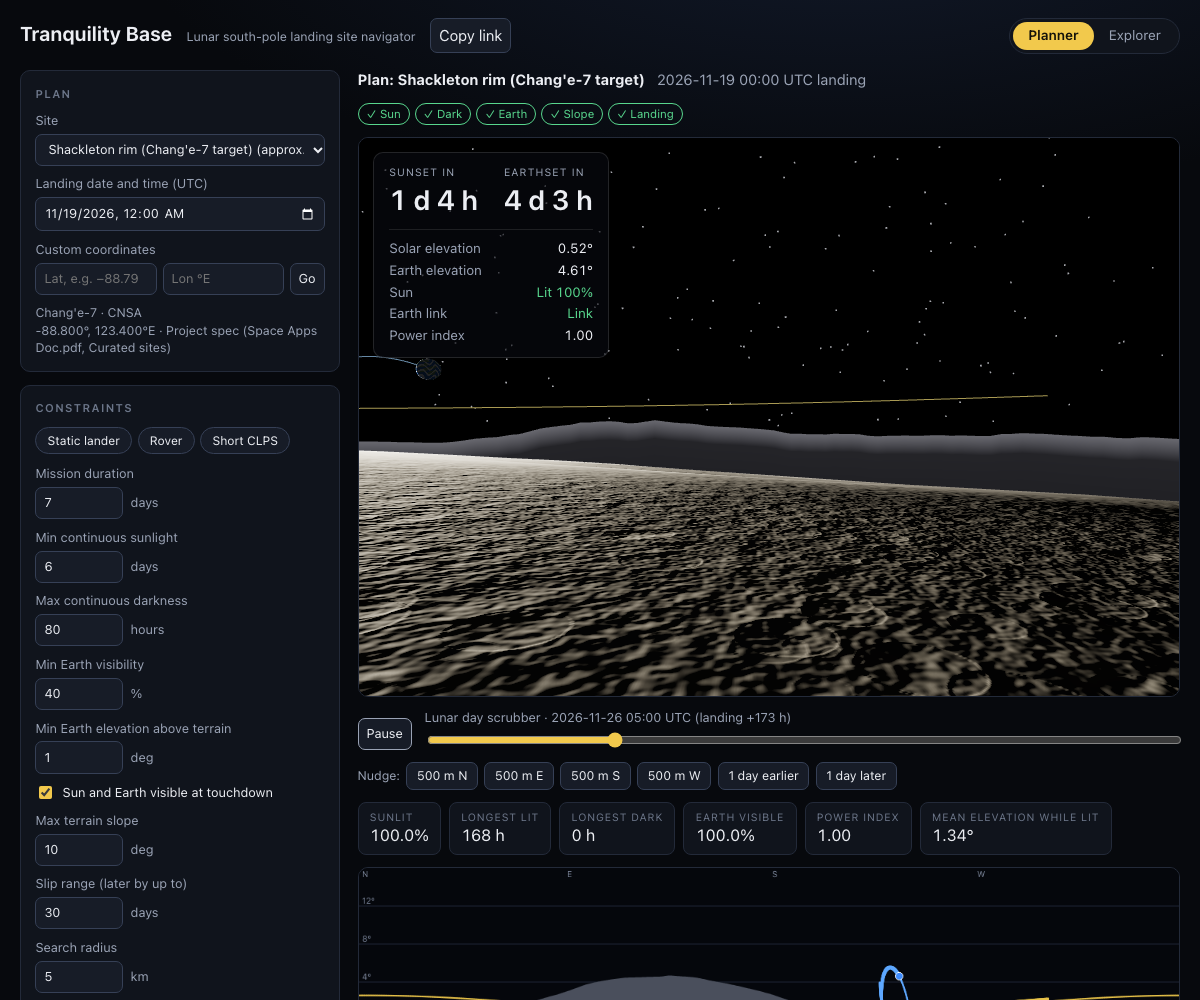 Tranquility Base Lunar south-pole landing site navigator Copy link Planner Explorer
PLAN
Site
Shackleton rim (Chang'e-7 target) (approx.
Landing date and time (UTC)
11/19/2026, 12:00 AM
Custom coordinates
Lat, e.g. −88.79 Lon °E Go
Chang'e-7 · CNSA
-88.800°, 123.400°E · Project spec (Space Apps
Doc.pdf, Curated sites)
CONSTRAINTS
Static lander Rover Short CLPS
Mission duration
7 days
Min continuous sunlight
6 days
Max continuous darkness
80 hours
Min Earth visibility
40 %
Min Earth elevation above terrain
1 deg
Sun and Earth visible at touchdown
Max terrain slope
10 deg
Slip range (later by up to)
30 days
Search radius
5 km
Plan: Shackleton rim (Chang'e-7 target) 2026-11-19 00:00 UTC landing
✓ Sun ✓ Dark ✓ Earth ✓ Slope ✓ Landing
SUNSET IN EARTHSET IN
1 d 4 h 4 d 3 h
Solar elevation 0.52°
Earth elevation 4.61°
Sun Lit 100%
Earth link Link
Power index 1.00
Pause Lunar day scrubber · 2026-11-26 05:00 UTC (landing +173 h)
Nudge: 500 m N 500 m E 500 m S 500 m W 1 day earlier 1 day later
SUNLIT LONGEST LIT LONGEST DARK EARTH VISIBLE POWER INDEX MEAN ELEVATION WHILE LIT
100.0% 168 h 0 h 100.0% 1.00 1.34°
N E S W
12°
8°
4°